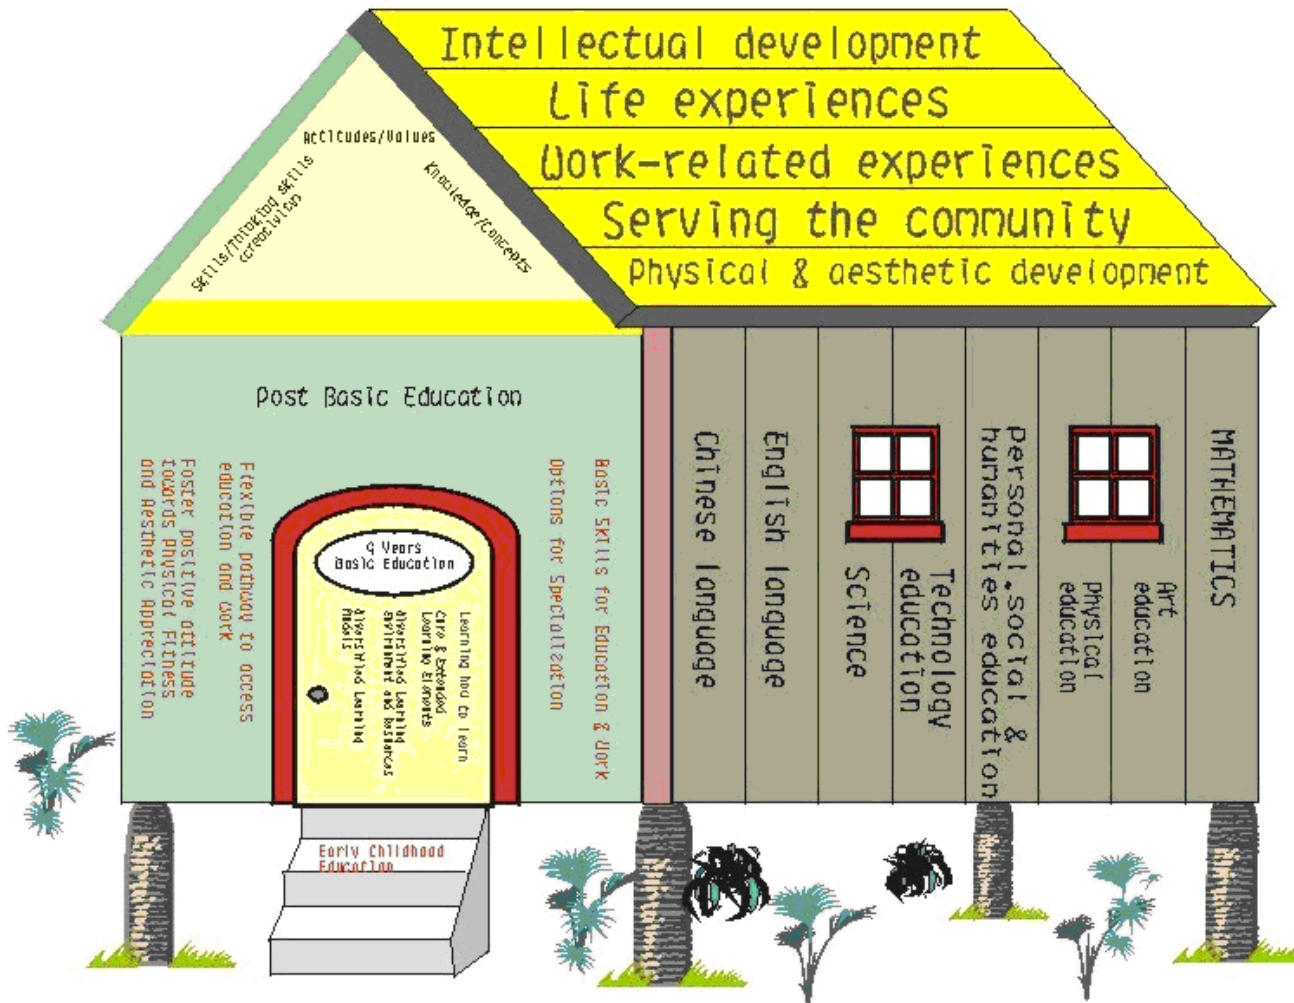 Intellectual development
Life experiences
Work-related experiences
Serving the community
Physical & aesthetic development
Attitudes/Values
Skills/Thinking skills
(creativity)
Knowledge/Concepts
Post Basic Education
Foster positive attitude
towards Physical Fitness
and Aesthetic Appreciation
Flexible pathway to access
education and work
9 Years
Basic Education
Learning how to learn
Core & Extended
Learning Elements
diversified Learning
Environment and Resources
diversified Learning
Models
Options for Specialization
Basic Skills for Education & Work
Early Childhood
Education
Chinese language
English language
Science
Technology
education
Personal.social &
humanities education
Physical
education
Art
education
MATHEMATICS